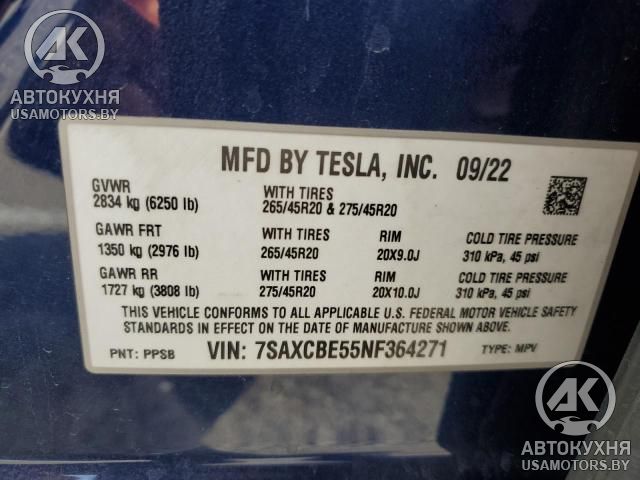 АВТОКУХНЯ
USAMOTORS.BY
АВТОКУХНЯ
USAMOTORS.BY
MFD BY TESLA, INC. 09/22
GVWR WITH TIRES
2834 kg (6250 lb) 265/45R20 & 275/45R20
GAWR FRT WITH TIRES RIM COLD TIRE PRESSURE
1350 kg (2976 lb) 265/45R20 20X9.0J 310 kPa, 45 psi
GAWR RR WITH TIRES RIM COLD TIRE PRESSURE
1727 kg (3808 lb) 275/45R20 20X10.0J 310 kPa, 45 psi
THIS VEHICLE CONFORMS TO ALL APPLICABLE U.S. FEDERAL MOTOR VEHICLE SAFETY
STANDARDS IN EFFECT ON THE DATE OF MANUFACTURE SHOWN ABOVE.
PNT: PPSB VIN: 7SAXCBE55NF364271 TYPE: MPV
АВТОКУХНЯ
USAMOTORS.BY